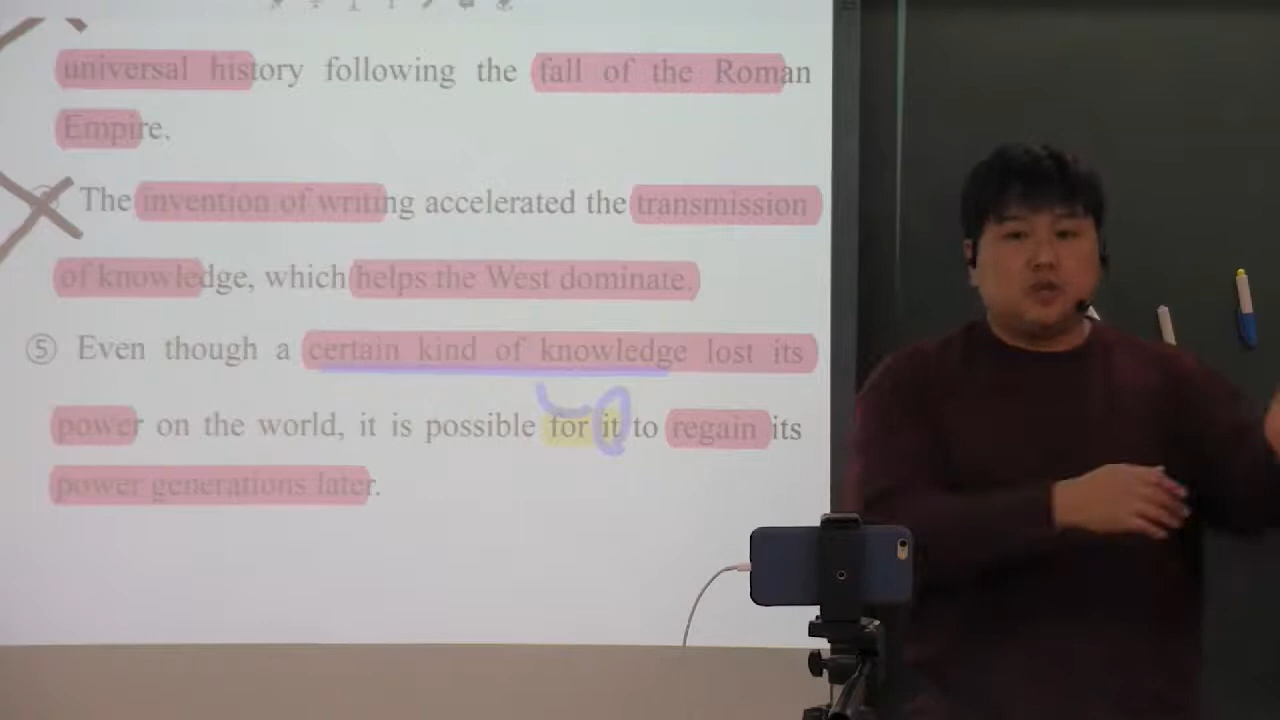 universal history following the fall of the Roman
Empire.
The invention of writing accelerated the transmission
of knowledge, which helps the West dominate.
⑤ Even though a certain kind of knowledge lost its
power on the world, it is possible for it to regain its
power generations later.